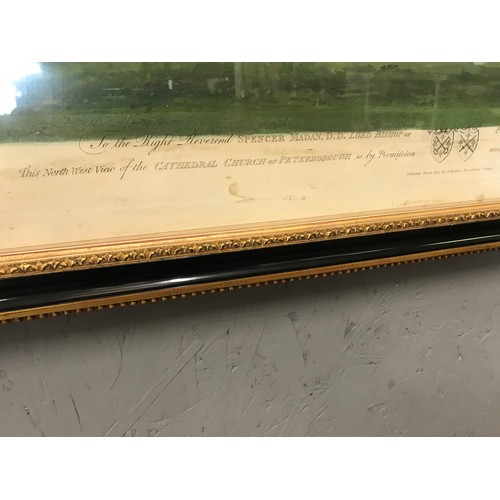 To the Right Reverend SPENCER MADAN, D.D. LORD BISHOP OF
This North West View of the CATHEDRAL CHURCH OF PETERBOROUGH is by Permission